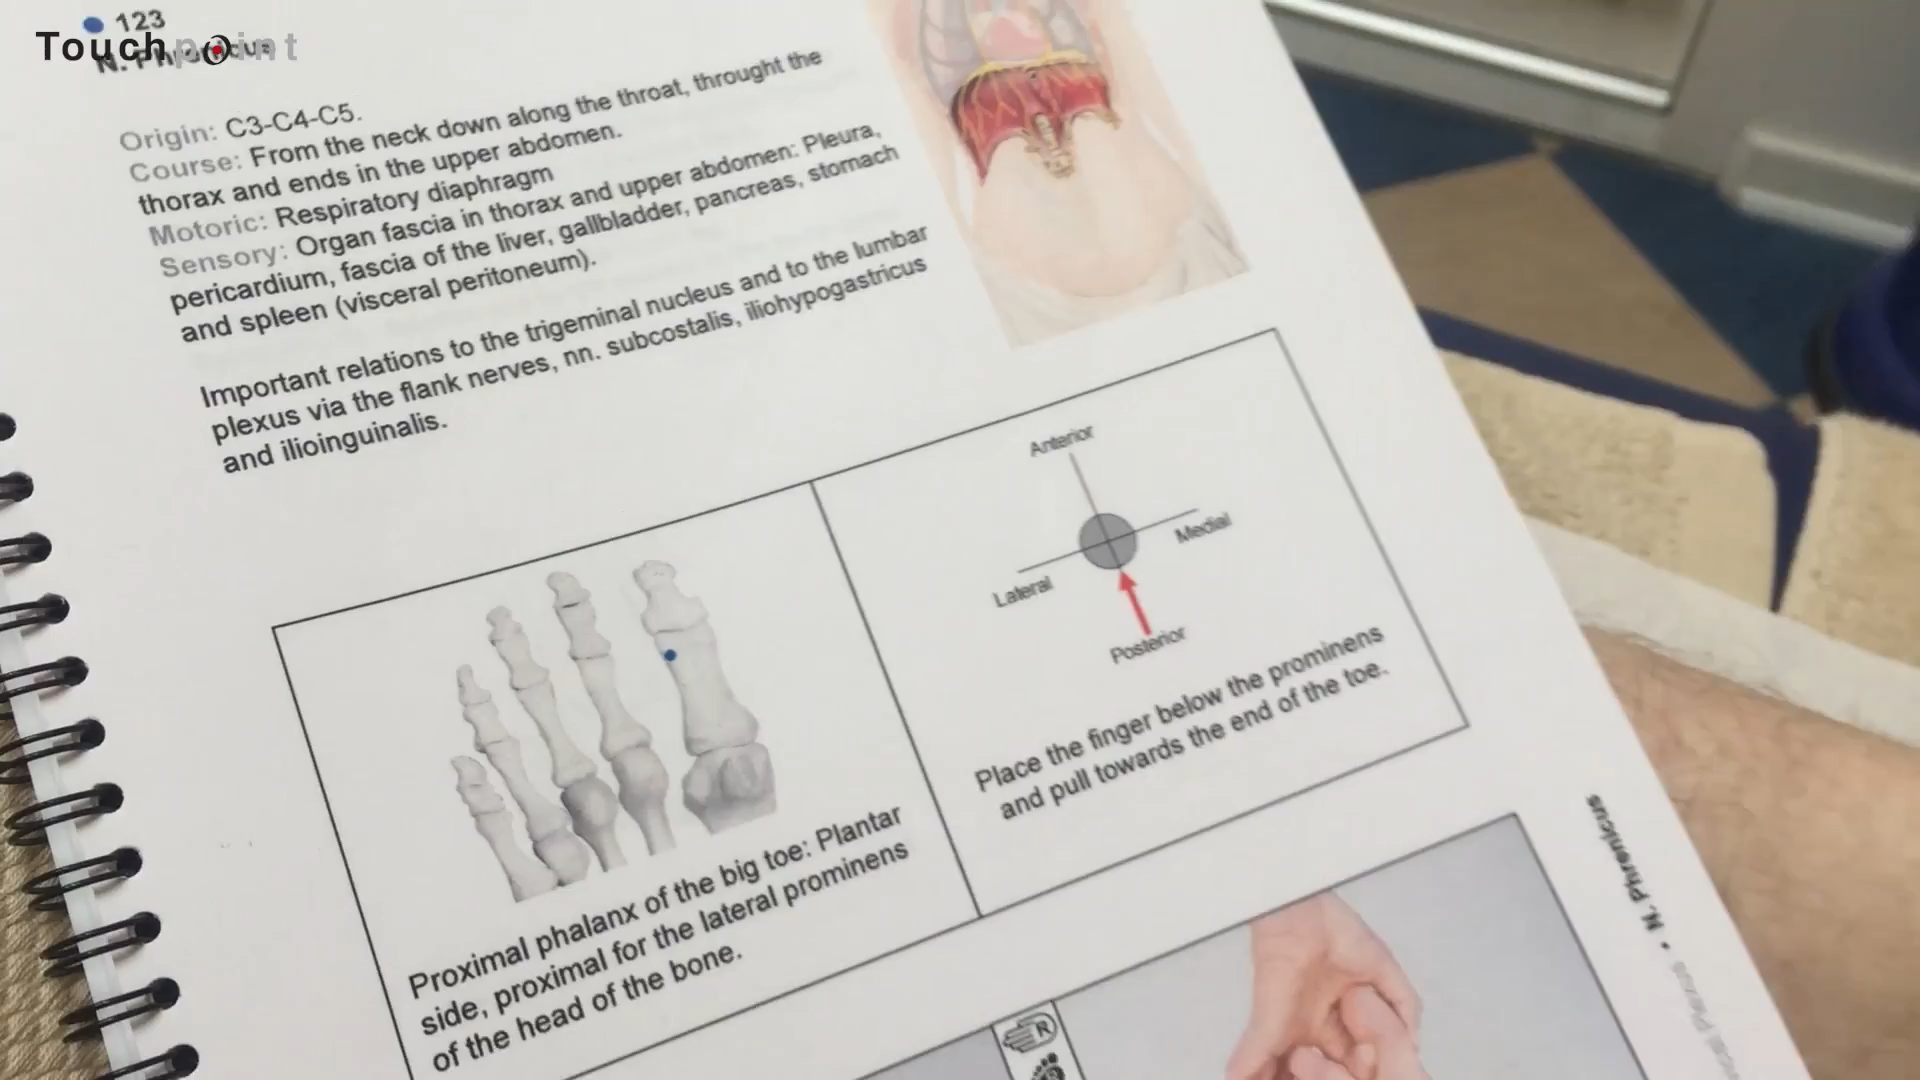 123
Touchpoint
N. Phrenicus
Origin: C3-C4-C5.
Course: From the neck down along the throat, throught the
thorax and ends in the upper abdomen.
Motoric: Respiratory diaphragm
Sensory: Organ fascia in thorax and upper abdomen: Pleura,
pericardium, fascia of the liver, gallbladder, pancreas, stomach
and spleen (visceral peritoneum).
Important relations to the trigeminal nucleus and to the lumbar
plexus via the flank nerves, nn. subcostalis, iliohypogastricus
and ilioinguinalis.
Anterior
Medial
Lateral
Posterior
Proximal phalanx of the big toe: Plantar
side, proximal for the lateral prominens
of the head of the bone.
Place the finger below the prominens
and pull towards the end of the toe.
R
Plexus • N. Phrenicus